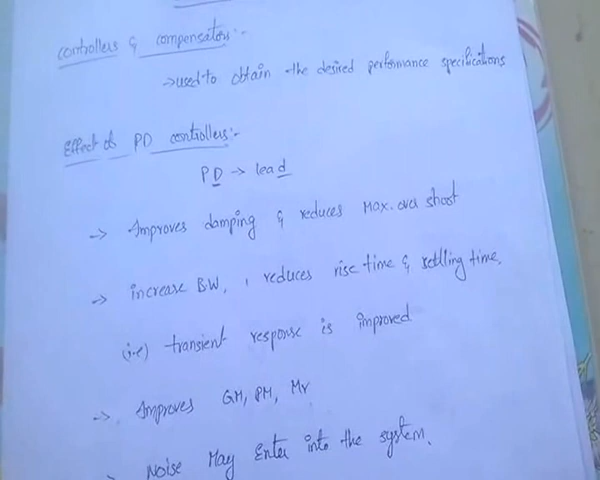 controllers & compensators :-
→ used to obtain the desired performance specifications
Effect of PD controllers :-
PD → lead
→ Improves damping & reduces Max. over shoot
→ increase BW, reduces rise time & settling time.
(i.e) transient response is improved
→ Improves GM, PM, Mr
→ Noise May Enter into the system.